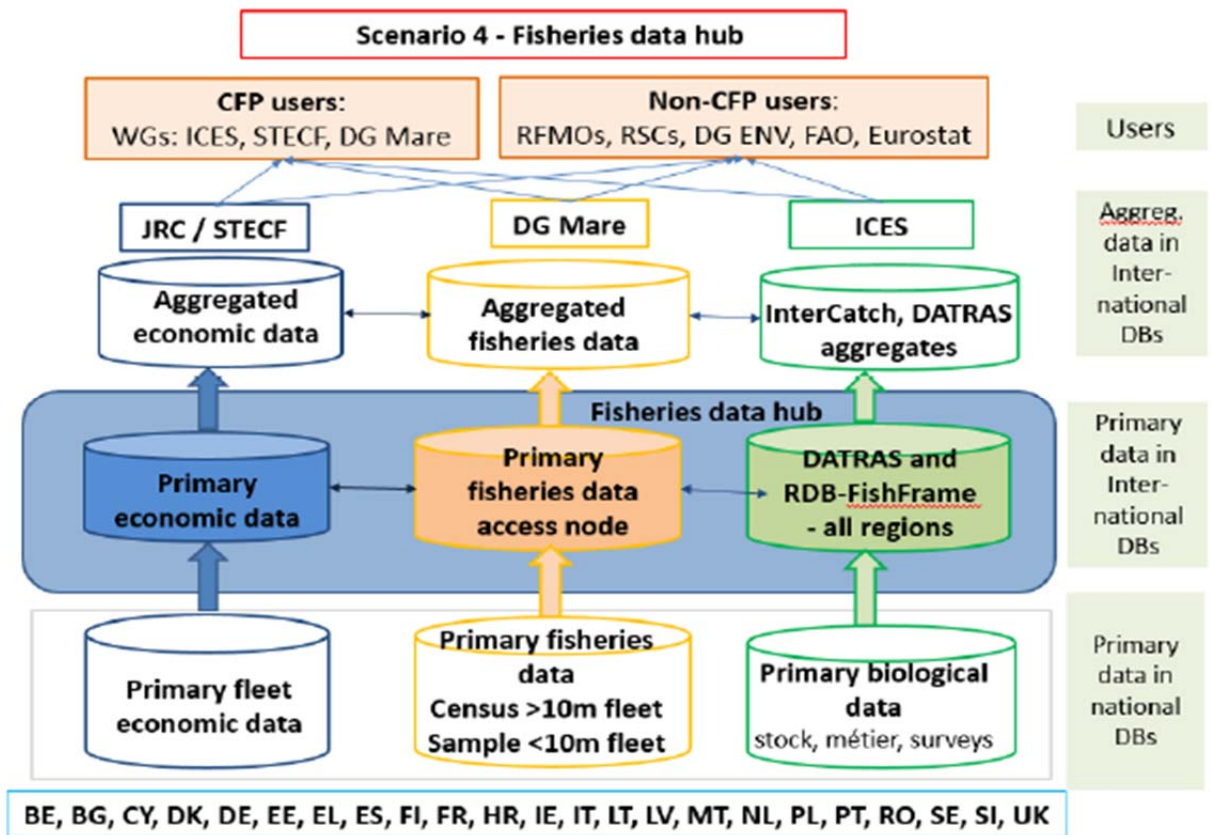 Scenario 4 - Fisheries data hub
CFP users:
WGs: ICES, STECF, DG Mare
Non-CFP users:
RFMOs, RSCs, DG ENV, FAO, Eurostat
Users
JRC / STECF
DG Mare
ICES
Aggregated
economic data
Aggregated
fisheries data
InterCatch, DATRAS
aggregates
Aggreg.
data in
Inter-
national
DBs
Fisheries data hub
Primary
economic data
Primary
fisheries data
access node
DATRAS and
RDB-FishFrame
- all regions
Primary
data in
Inter-
national
DBs
Primary fleet
economic data
Primary fisheries
data
Census >10m fleet
Sample <10m fleet
Primary biological
data
stock, métier, surveys
Primary
data in
national
DBs
BE, BG, CY, DK, DE, EE, EL, ES, FI, FR, HR, IE, IT, LT, LV, MT, NL, PL, PT, RO, SE, SI, UK